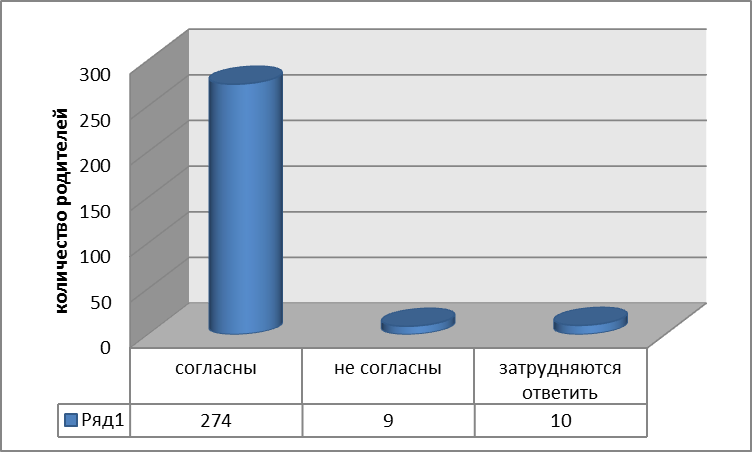 количество родителей
300
250
200
150
100
50
0
согласны не согласны затрудняются
ответить
Ряд1 274 9 10